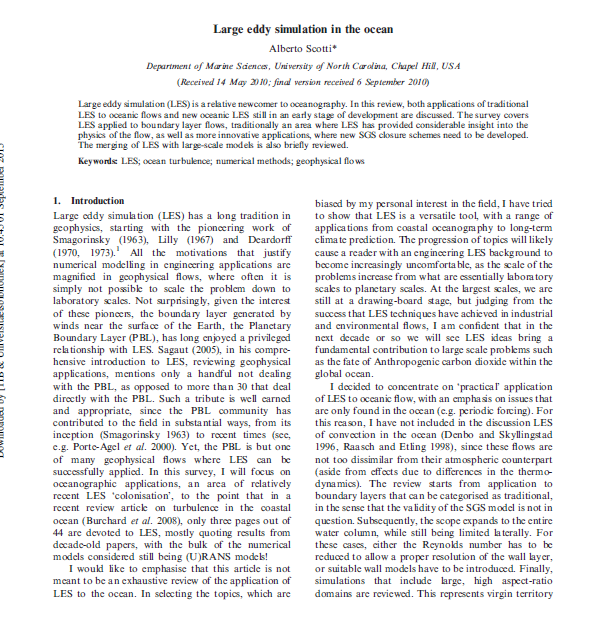 Large eddy simulation in the ocean
Alberto Scotti*
Department of Marine Sciences, University of North Carolina, Chapel Hill, USA
(Received 14 May 2010; final version received 6 September 2010)
Large eddy simulation (LES) is a relative newcomer to oceanography. In this review, both applications of traditional
LES to oceanic flows and new oceanic LES still in an early stage of development are discussed. The survey covers
LES applied to boundary layer flows, traditionally an area where LES has provided considerable insight into the
physics of the flow, as well as more innovative applications, where new SGS closure schemes need to be developed.
The merging of LES with large-scale models is also briefly reviewed.
Keywords: LES; ocean turbulence; numerical methods; geophysical flows
1. Introduction
Large eddy simulation (LES) has a long tradition in
geophysics, starting with the pioneering work of
Smagorinsky (1963), Lilly (1967) and Deardorff
(1970, 1973).1 All the motivations that justify
numerical modelling in engineering applications are
magnified in geophysical flows, where often it is
simply not possible to scale the problem down to
laboratory scales. Not surprisingly, given the interest
of these pioneers, the boundary layer generated by
winds near the surface of the Earth, the Planetary
Boundary Layer (PBL), has long enjoyed a privileged
relationship with LES. Sagaut (2005), in his compre-
hensive introduction to LES, reviewing geophysical
applications, mentions only a handful not dealing
with the PBL, as opposed to more than 30 that deal
directly with the PBL. Such a tribute is well earned
and appropriate, since the PBL community has
contributed to the field in substantial ways, from its
inception (Smagorinsky 1963) to recent times (see,
e.g. Porte-Agel et al. 2000). Yet, the PBL is but one
of many geophysical flows where LES can be
successfully applied. In this survey, I will focus on
oceanographic applications, an area of relatively
recent LES 'colonisation', to the point that in a
recent review article on turbulence in the coastal
ocean (Burchard et al. 2008), only three pages out of
44 are devoted to LES, mostly quoting results from
decade-old papers, with the bulk of the numerical
models considered still being (U)RANS models!
I would like to emphasise that this article is not
meant to be an exhaustive review of the application of
LES to the ocean. In selecting the topics, which are
biased by my personal interest in the field, I have tried
to show that LES is a versatile tool, with a range of
applications from coastal oceanography to long-term
climate prediction. The progression of topics will likely
cause a reader with an engineering LES background to
become increasingly uncomfortable, as the scale of the
problems increase from what are essentially laboratory
scales to planetary scales. At the largest scales, we are
still at a drawing-board stage, but judging from the
success that LES techniques have achieved in industrial
and environmental flows, I am confident that in the
next decade or so we will see LES ideas bring a
fundamental contribution to large scale problems such
as the fate of Anthropogenic carbon dioxide within the
global ocean.
I decided to concentrate on 'practical' application
of LES to oceanic flow, with an emphasis on issues that
are only found in the ocean (e.g. periodic forcing). For
this reason, I have not included in the discussion LES
of convection in the ocean (Denbo and Skyllingstad
1996, Raasch and Etling 1998), since these flows are
not too dissimilar from their atmospheric counterpart
(aside from effects due to differences in the thermo-
dynamics). The review starts from application to
boundary layers that can be categorised as traditional,
in the sense that the validity of the SGS model is not in
question. Subsequently, the scope expands to the entire
water column, while still being limited laterally. For
these cases, either the Reynolds number has to be
reduced to allow a proper resolution of the wall layer,
or suitable wall models have to be introduced. Finally,
simulations that include large, high aspect-ratio
domains are reviewed. This represents virgin territory